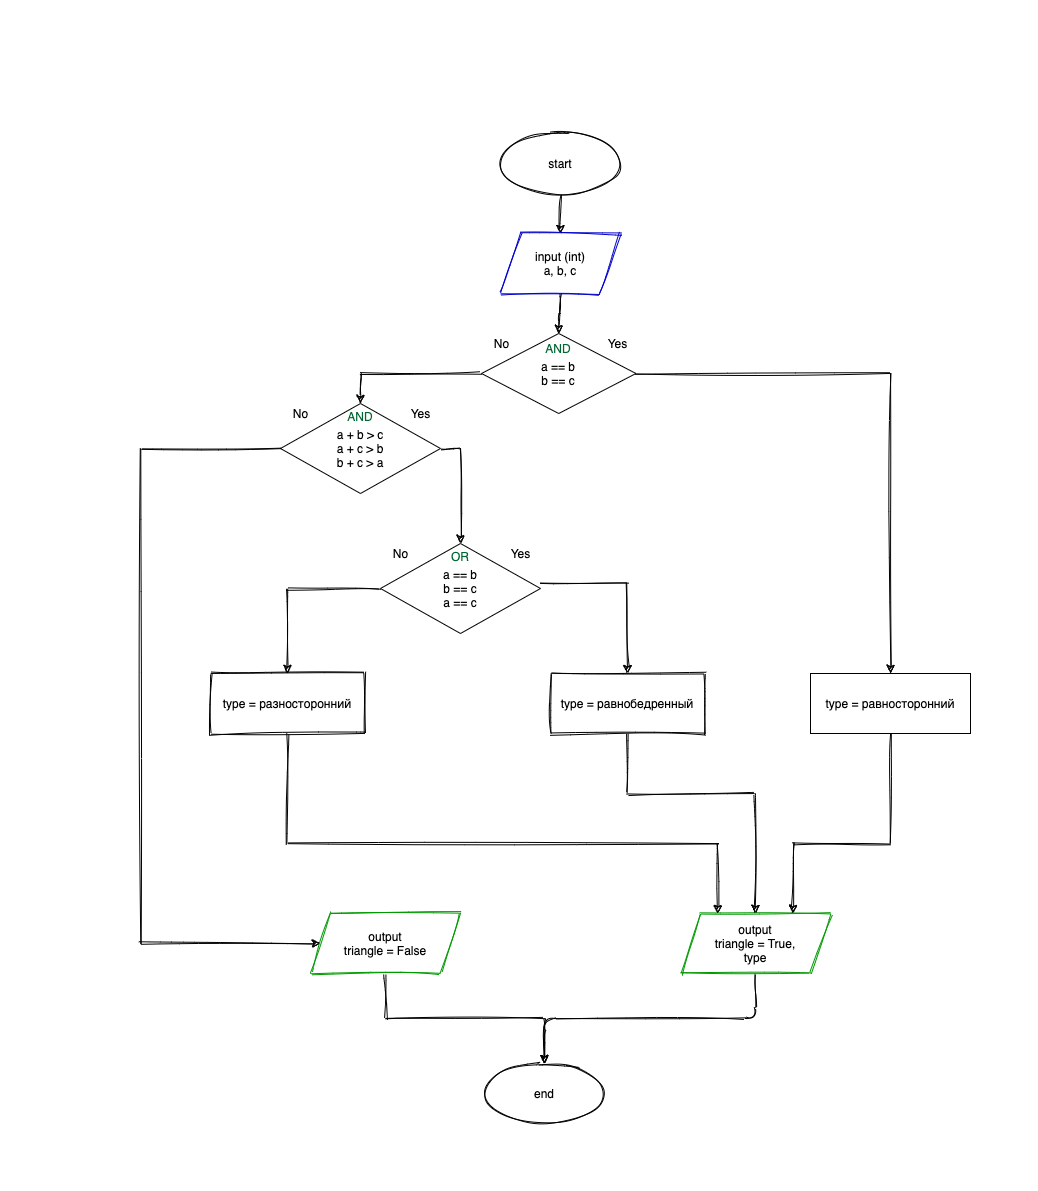 start
input (int)
a, b, c
No
Yes
AND
a == b
b == c
No
Yes
AND
a + b > c
a + c > b
b + c > a
No
Yes
OR
a == b
b == c
a == c
type = разносторонний
type = равнобедренный
type = равносторонний
output
triangle = False
output
triangle = True,
type
end